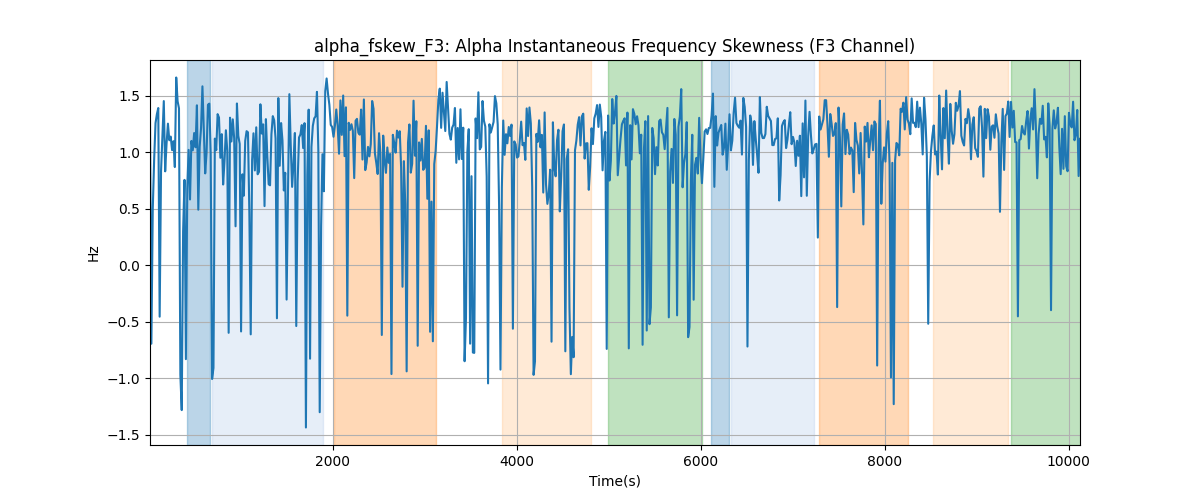 alpha_fskew_F3: Alpha Instantaneous Frequency Skewness (F3 Channel)
1.5
1.0
0.5
0.0
−0.5
−1.0
−1.5
Hz
2000 4000 6000 8000 10000
Time(s)